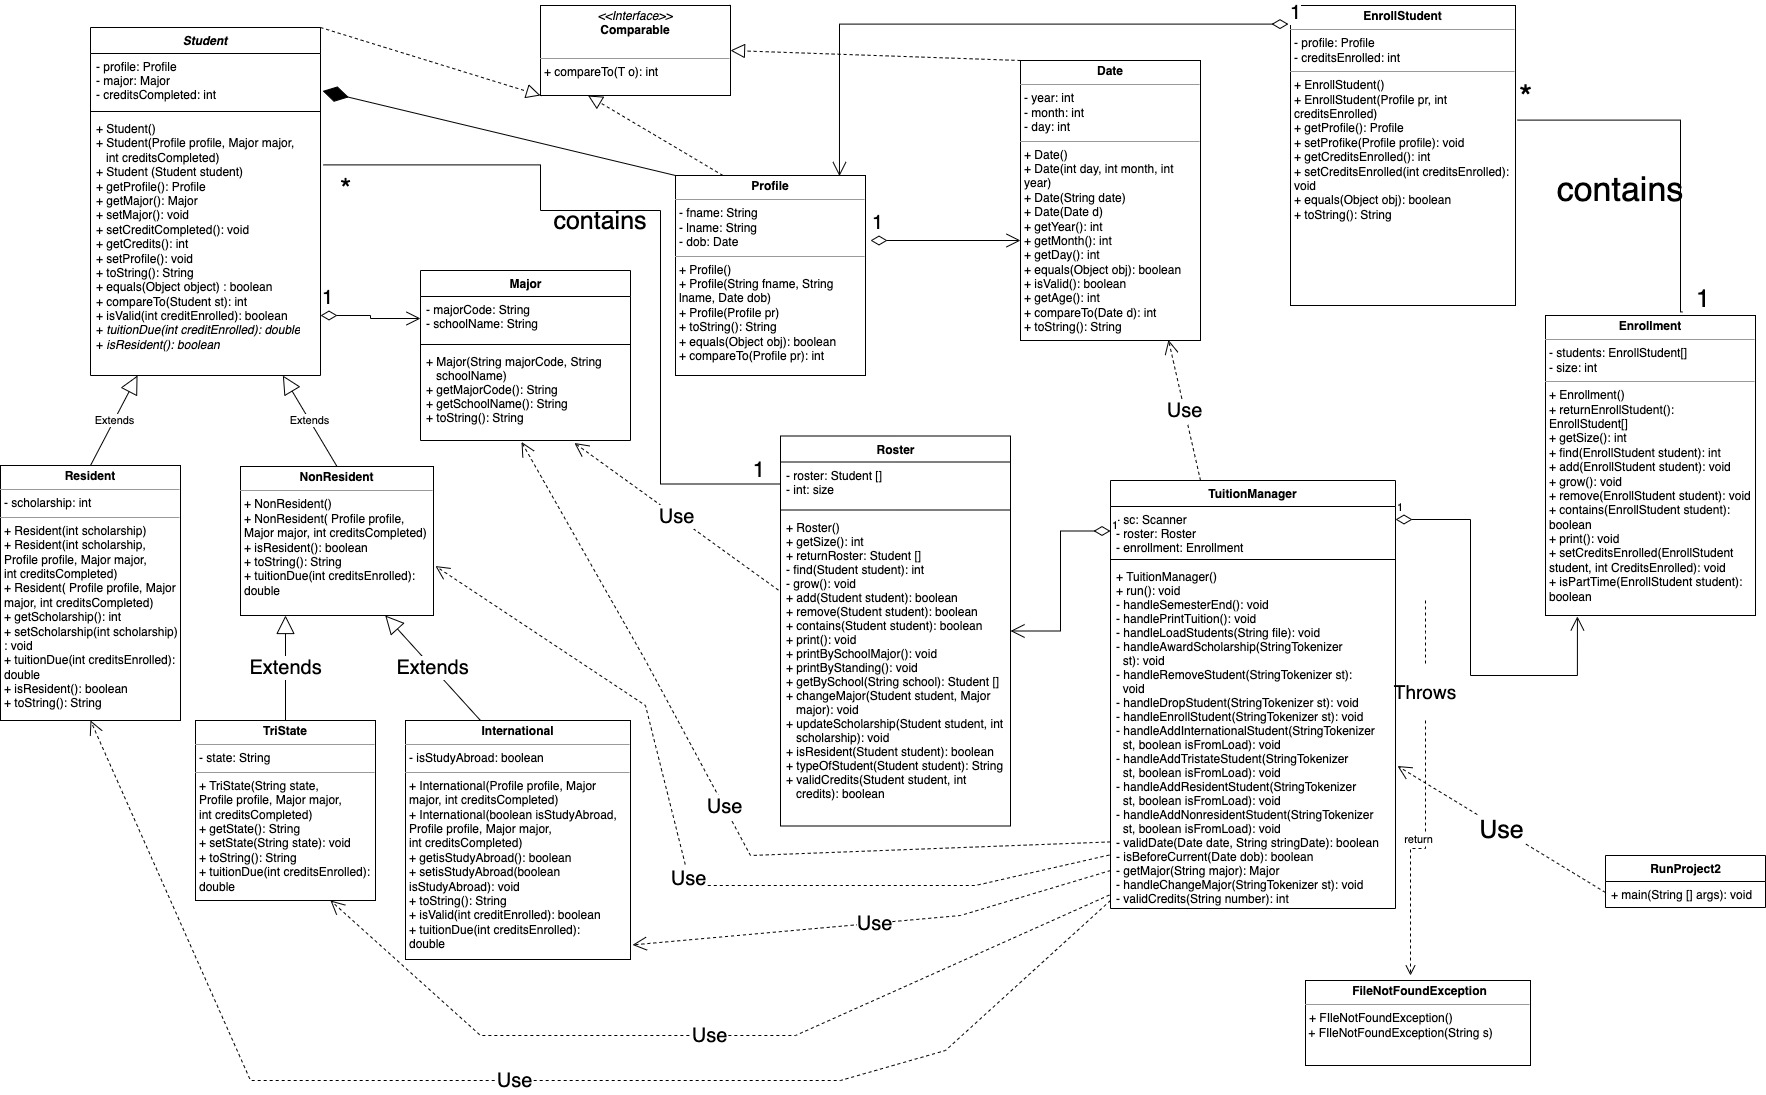 Student
- profile: Profile
- major: Major
- creditsCompleted: int
+ Student()
+ Student(Profile profile, Major major,
int creditsCompleted)
+ Student (Student student)
+ getProfile(): Profile
+ getMajor(): Major
+ setMajor(): void
+ setCreditCompleted(): void
+ getCredits(): int
+ setProfile(): void
+ toString(): String
+ equals(Object object) : boolean
+ compareTo(Student st): int
+ isValid(int creditEnrolled): boolean
+ tuitionDue(int creditEnrolled): double
+ isResident(): boolean
<<Interface>>
Comparable
+ compareTo(T o): int
Date
- year: int
- month: int
- day: int
+ Date()
+ Date(int day, int month, int
year)
+ Date(String date)
+ Date(Date d)
+ getYear(): int
+ getMonth(): int
+ getDay(): int
+ equals(Object obj): boolean
+ isValid(): boolean
+ getAge(): int
+ compareTo(Date d): int
+ toString(): String
1
EnrollStudent
- profile: Profile
- creditsEnrolled: int
+ EnrollStudent()
+ EnrollStudent(Profile pr, int
creditsEnrolled)
+ getProfile(): Profile
+ setProfike(Profile profile): void
+ getCreditsEnrolled(): int
+ setCreditsEnrolled(int creditsEnrolled):
void
+ equals(Object obj): boolean
+ toString(): String
*
contains
1
*
contains
1
Profile
- fname: String
- lname: String
- dob: Date
+ Profile()
+ Profile(String fname, String
lname, Date dob)
+ Profile(Profile pr)
+ toString(): String
+ equals(Object obj): boolean
+ compareTo(Profile pr): int
1
1
Major
- majorCode: String
- schoolName: String
+ Major(String majorCode, String
schoolName)
+ getMajorCode(): String
+ getSchoolName(): String
+ toString(): String
Enrollment
- students: EnrollStudent[]
- size: int
+ Enrollment()
+ returnEnrollStudent():
EnrollStudent[]
+ getSize(): int
+ find(EnrollStudent student): int
+ add(EnrollStudent student): void
+ grow(): void
+ remove(EnrollStudent student): void
+ contains(EnrollStudent student):
boolean
+ print(): void
+ setCreditsEnrolled(EnrollStudent
student, int CreditsEnrolled): void
+ isPartTime(EnrollStudent student):
boolean
Extends
Extends
Use
Resident
- scholarship: int
+ Resident(int scholarship)
+ Resident(int scholarship,
Profile profile, Major major,
int creditsCompleted)
+ Resident( Profile profile, Major
major, int creditsCompleted)
+ getScholarship(): int
+ setScholarship(int scholarship)
: void
+ tuitionDue(int creditsEnrolled):
double
+ isResident(): boolean
+ toString(): String
NonResident
+ NonResident()
+ NonResident( Profile profile,
Major major, int creditsCompleted)
+ isResident(): boolean
+ toString(): String
+ tuitionDue(int creditsEnrolled):
double
Use
Roster
- roster: Student []
- int: size
+ Roster()
+ getSize(): int
+ returnRoster: Student []
- find(Student student): int
- grow(): void
+ add(Student student): boolean
+ remove(Student student): boolean
+ contains(Student student): boolean
+ print(): void
+ printBySchoolMajor(): void
+ printByStanding(): void
+ getBySchool(String school): Student []
+ changeMajor(Student student, Major
major): void
+ updateScholarship(Student student, int
scholarship): void
+ isResident(Student student): boolean
+ typeOfStudent(Student student): String
+ validCredits(Student student, int
credits): boolean
1
1
TuitionManager
- sc: Scanner
- roster: Roster
- enrollment: Enrollment
+ TuitionManager()
+ run(): void
- handleSemesterEnd(): void
- handlePrintTuition(): void
- handleLoadStudents(String file): void
- handleAwardScholarship(StringTokenizer
st): void
- handleRemoveStudent(StringTokenizer st):
void
- handleDropStudent(StringTokenizer st): void
- handleEnrollStudent(StringTokenizer st): void
- handleAddInternationalStudent(StringTokenizer
st, boolean isFromLoad): void
- handleAddTristateStudent(StringTokenizer
st, boolean isFromLoad): void
- handleAddResidentStudent(StringTokenizer
st, boolean isFromLoad): void
- handleAddNonresidentStudent(StringTokenizer
st, boolean isFromLoad): void
- validDate(Date date, String stringDate): boolean
- isBeforeCurrent(Date dob): boolean
- getMajor(String major): Major
- handleChangeMajor(StringTokenizer st): void
- validCredits(String number): int
Extends
Extends
Throws
TriState
- state: String
+ TriState(String state,
Profile profile, Major major,
int creditsCompleted)
+ getState(): String
+ setState(String state): void
+ toString(): String
+ tuitionDue(int creditsEnrolled):
double
International
- isStudyAbroad: boolean
+ International(Profile profile, Major
major, int creditsCompleted)
+ International(boolean isStudyAbroad,
Profile profile, Major major,
int creditsCompleted)
+ getisStudyAbroad(): boolean
+ setisStudyAbroad(boolean
isStudyAbroad): void
+ toString(): String
+ isValid(int creditEnrolled): boolean
+ tuitionDue(int creditsEnrolled):
double
Use
Use
return
Use
Use
RunProject2
+ main(String [] args): void
FileNotFoundException
+ FIleNotFoundException()
+ FIleNotFoundException(String s)
Use
Use